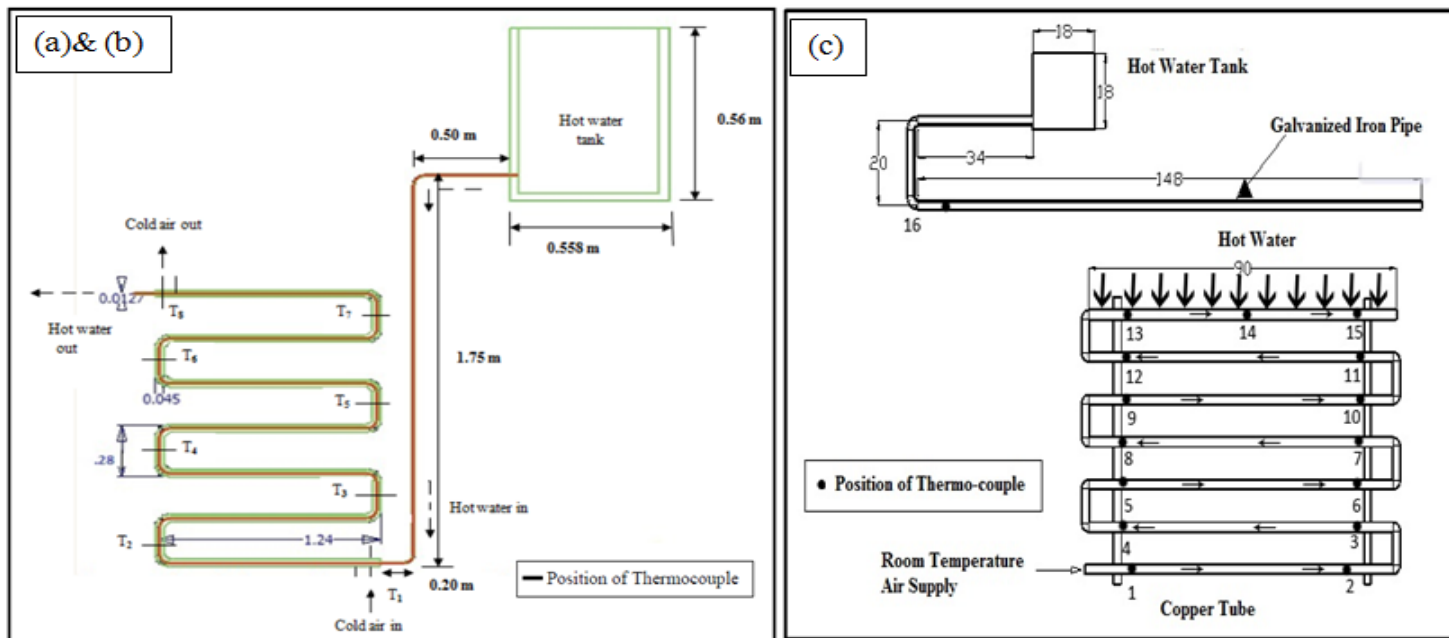 (a)& (b)
Hot water
tank
0.50 m
0.56 m
0.558 m
Cold air out
0.0127
T8
T7
Hot water
out
T6
1.75 m
0.045
T5
.28
T4
T3
Hot water in
T2
1.24
0.20 m
T1
Cold air in
Position of Thermocouple
(c)
18
Hot Water Tank
18
Galvanized Iron Pipe
20
34
148
16
Hot Water
90
13
14
15
12
11
9
10
8
7
Position of Thermo-couple
5
6
4
3
Room Temperature
Air Supply
1
2
Copper Tube